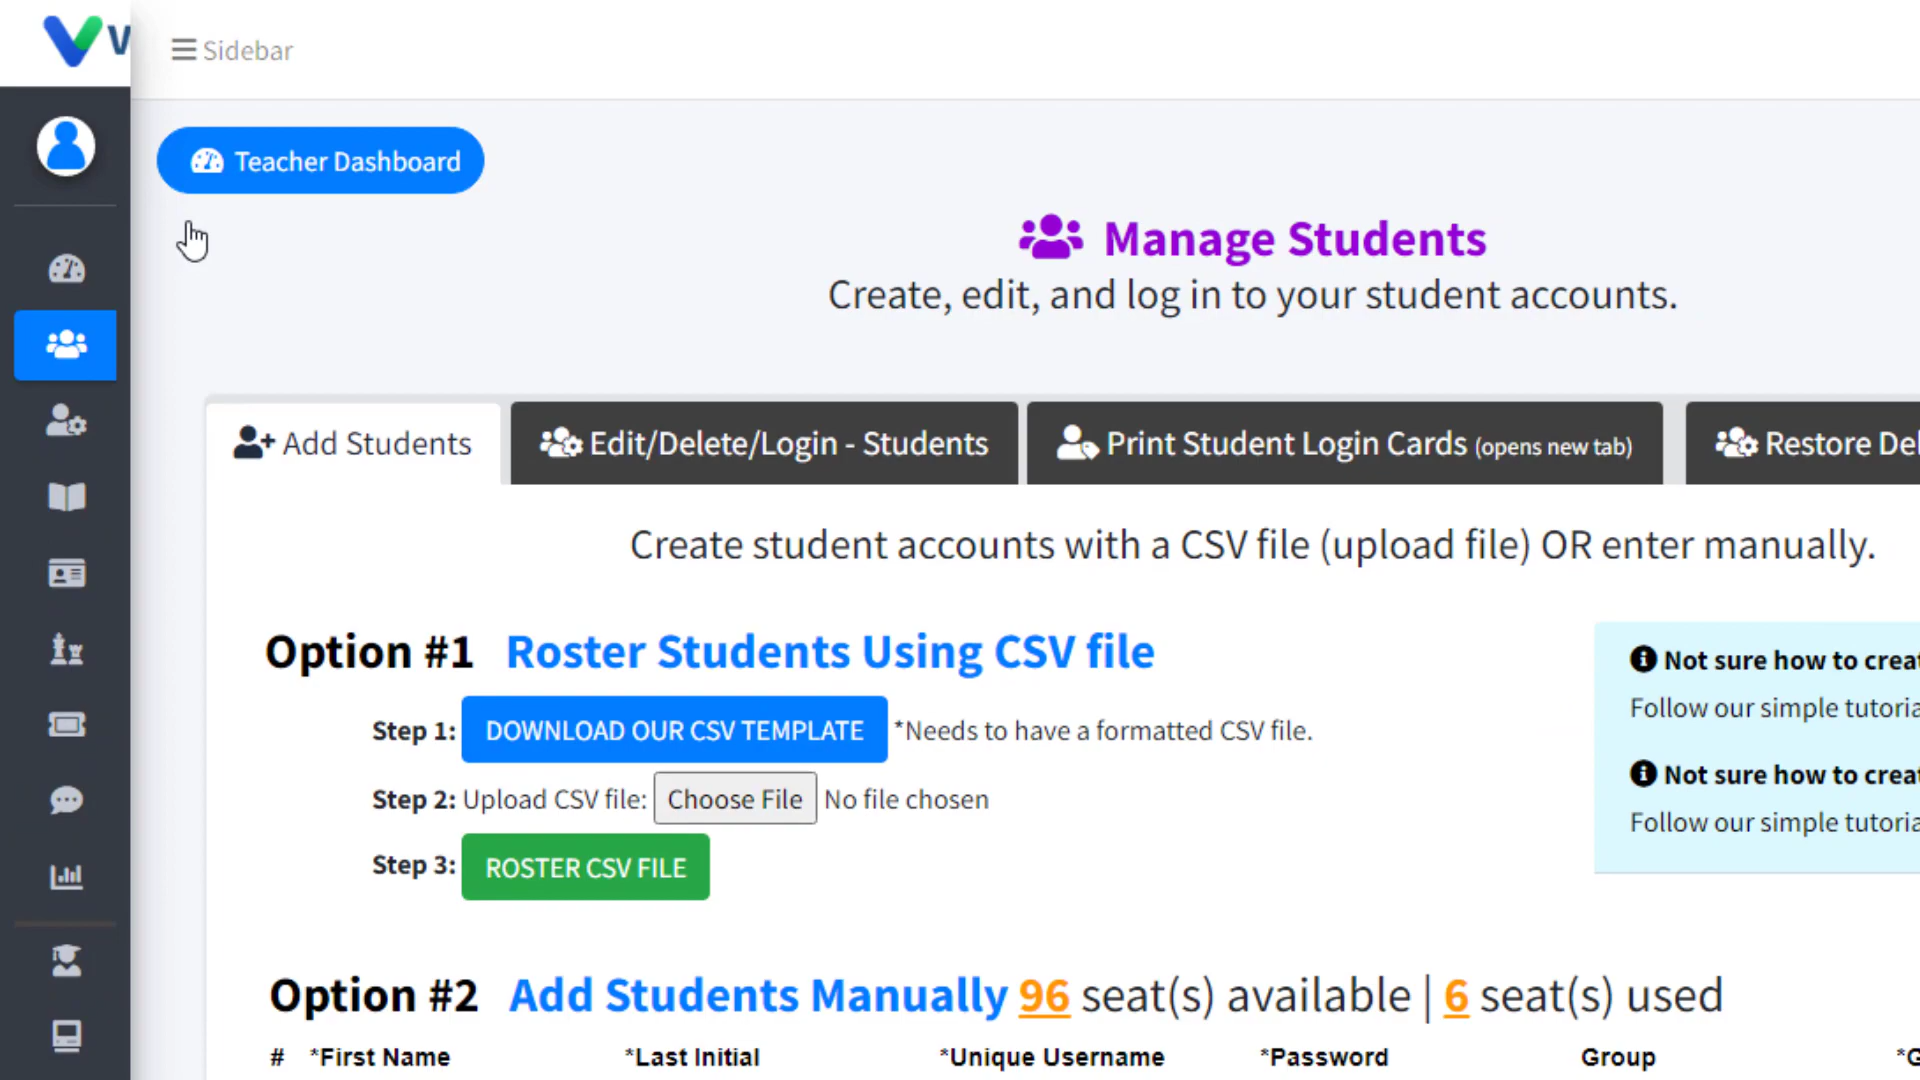 Sidebar
Teacher Dashboard
Manage Students
Create, edit, and log in to your student accounts.
Add Students
Edit/Delete/Login - Students
Print Student Login Cards (opens new tab)
Restore Del
Create student accounts with a CSV file (upload file) OR enter manually.
Option #1 Roster Students Using CSV file
Step 1: DOWNLOAD OUR CSV TEMPLATE *Needs to have a formatted CSV file.
Step 2: Upload CSV file: Choose File No file chosen
Step 3: ROSTER CSV FILE
Not sure how to creat
Follow our simple tutoria
Not sure how to creat
Follow our simple tutoria
Option #2 Add Students Manually 96 seat(s) available | 6 seat(s) used
# *First Name *Last Initial *Unique Username *Password Group *G